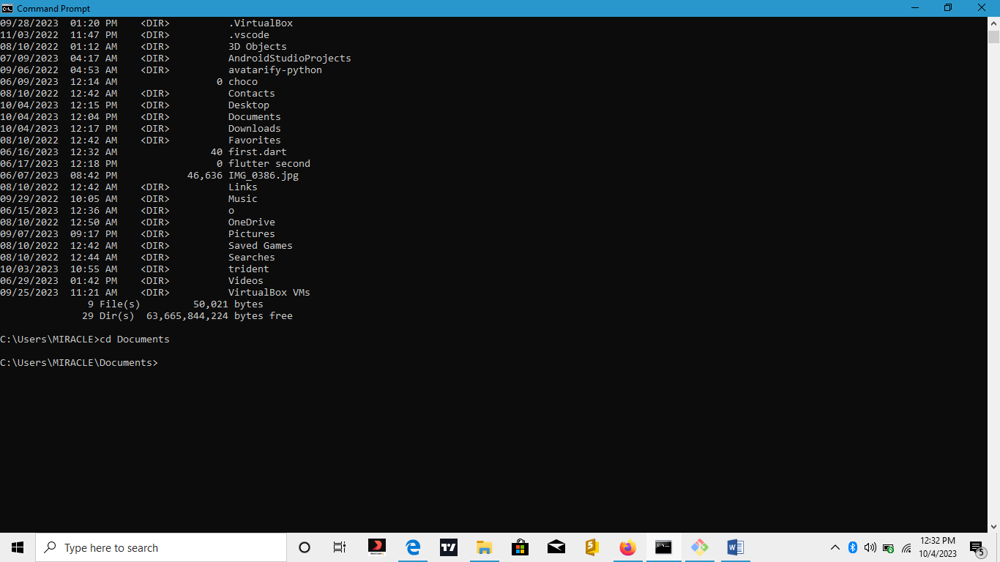 Command Prompt
09/28/2023  01:20 PM    <DIR>          .VirtualBox
11/03/2022  11:47 PM    <DIR>          .vscode
08/10/2022  01:12 AM    <DIR>          3D Objects
07/09/2023  04:17 AM    <DIR>          AndroidStudioProjects
09/06/2022  04:53 AM    <DIR>          avatarify-python
06/09/2023  12:14 AM                 0 choco
08/10/2022  12:42 AM    <DIR>          Contacts
10/04/2023  12:15 PM    <DIR>          Desktop
10/04/2023  12:04 PM    <DIR>          Documents
10/04/2023  12:17 PM    <DIR>          Downloads
08/10/2022  12:42 AM    <DIR>          Favorites
06/16/2023  12:32 AM                40 first.dart
06/17/2023  12:18 PM                 0 flutter second
06/07/2023  08:42 PM            46,636 IMG_0386.jpg
08/10/2022  12:42 AM    <DIR>          Links
09/29/2022  10:05 AM    <DIR>          Music
06/15/2023  12:36 AM    <DIR>          o
08/10/2022  12:50 AM    <DIR>          OneDrive
09/07/2023  09:17 PM    <DIR>          Pictures
08/10/2022  12:42 AM    <DIR>          Saved Games
08/10/2022  12:44 AM    <DIR>          Searches
10/03/2023  10:55 AM    <DIR>          trident
06/29/2023  01:42 PM    <DIR>          Videos
09/25/2023  11:21 AM    <DIR>          VirtualBox VMs
               9 File(s)         50,021 bytes
              29 Dir(s)  63,665,844,224 bytes free
C:\Users\MIRACLE>cd Documents
C:\Users\MIRACLE\Documents>
Type here to search
12:32 PM
10/4/2023
5